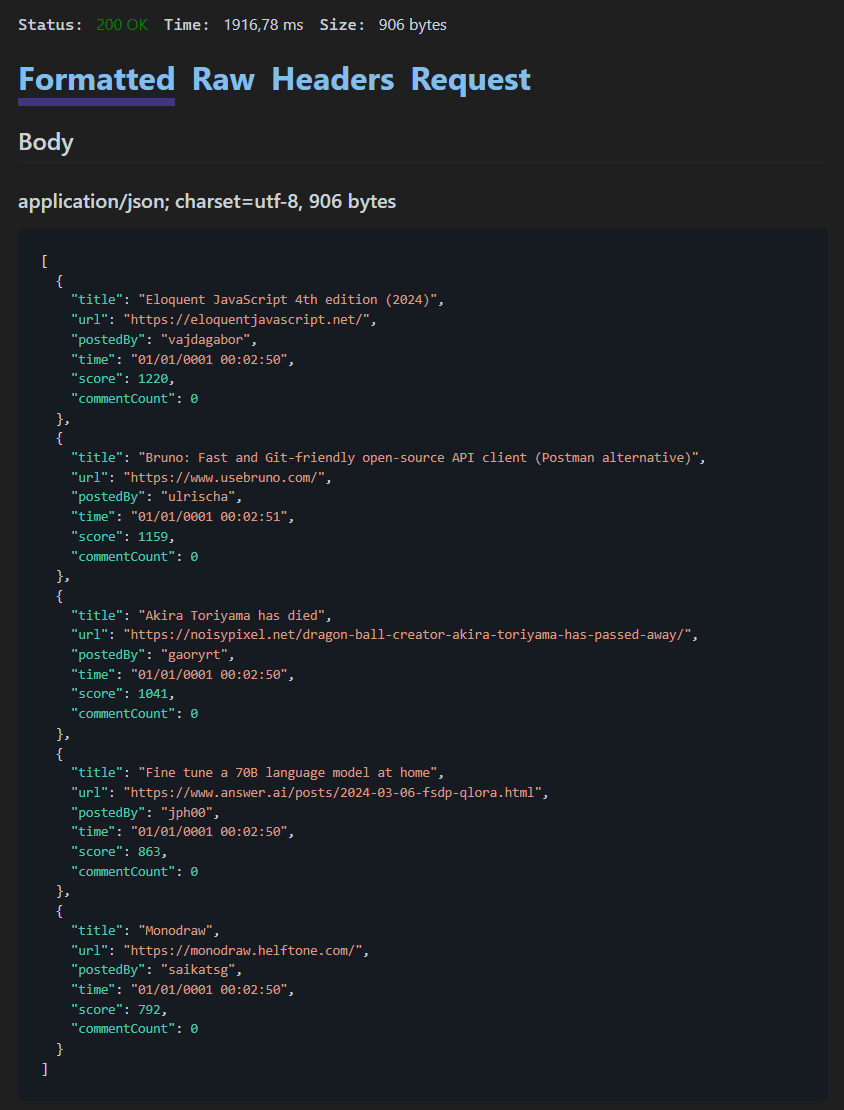 Status: 200 OK Time: 1916,78 ms Size: 906 bytes
Formatted Raw Headers Request
Body
application/json; charset=utf-8, 906 bytes
[
  {
    "title": "Eloquent JavaScript 4th edition (2024)",
    "url": "https://eloquentjavascript.net/",
    "postedBy": "vajdagabor",
    "time": "01/01/0001 00:02:50",
    "score": 1220,
    "commentCount": 0
  },
  {
    "title": "Bruno: Fast and Git-friendly open-source API client (Postman alternative)",
    "url": "https://www.usebruno.com/",
    "postedBy": "ulrischa",
    "time": "01/01/0001 00:02:51",
    "score": 1159,
    "commentCount": 0
  },
  {
    "title": "Akira Toriyama has died",
    "url": "https://noisypixel.net/dragon-ball-creator-akira-toriyama-has-passed-away/",
    "postedBy": "gaoryrt",
    "time": "01/01/0001 00:02:50",
    "score": 1041,
    "commentCount": 0
  },
  {
    "title": "Fine tune a 70B language model at home",
    "url": "https://www.answer.ai/posts/2024-03-06-fsdp-qlora.html",
    "postedBy": "jph00",
    "time": "01/01/0001 00:02:50",
    "score": 863,
    "commentCount": 0
  },
  {
    "title": "Monodraw",
    "url": "https://monodraw.helftone.com/",
    "postedBy": "saikatsg",
    "time": "01/01/0001 00:02:50",
    "score": 792,
    "commentCount": 0
  }
]